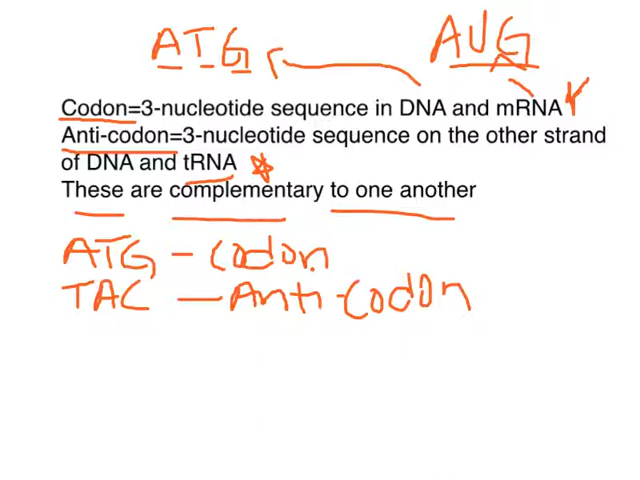 ATG AUG
Codon=3-nucleotide sequence in DNA and mRNA
Anti-codon=3-nucleotide sequence on the other strand
of DNA and tRNA
These are complementary to one another
ATG - codon
TAC - Anti-codon